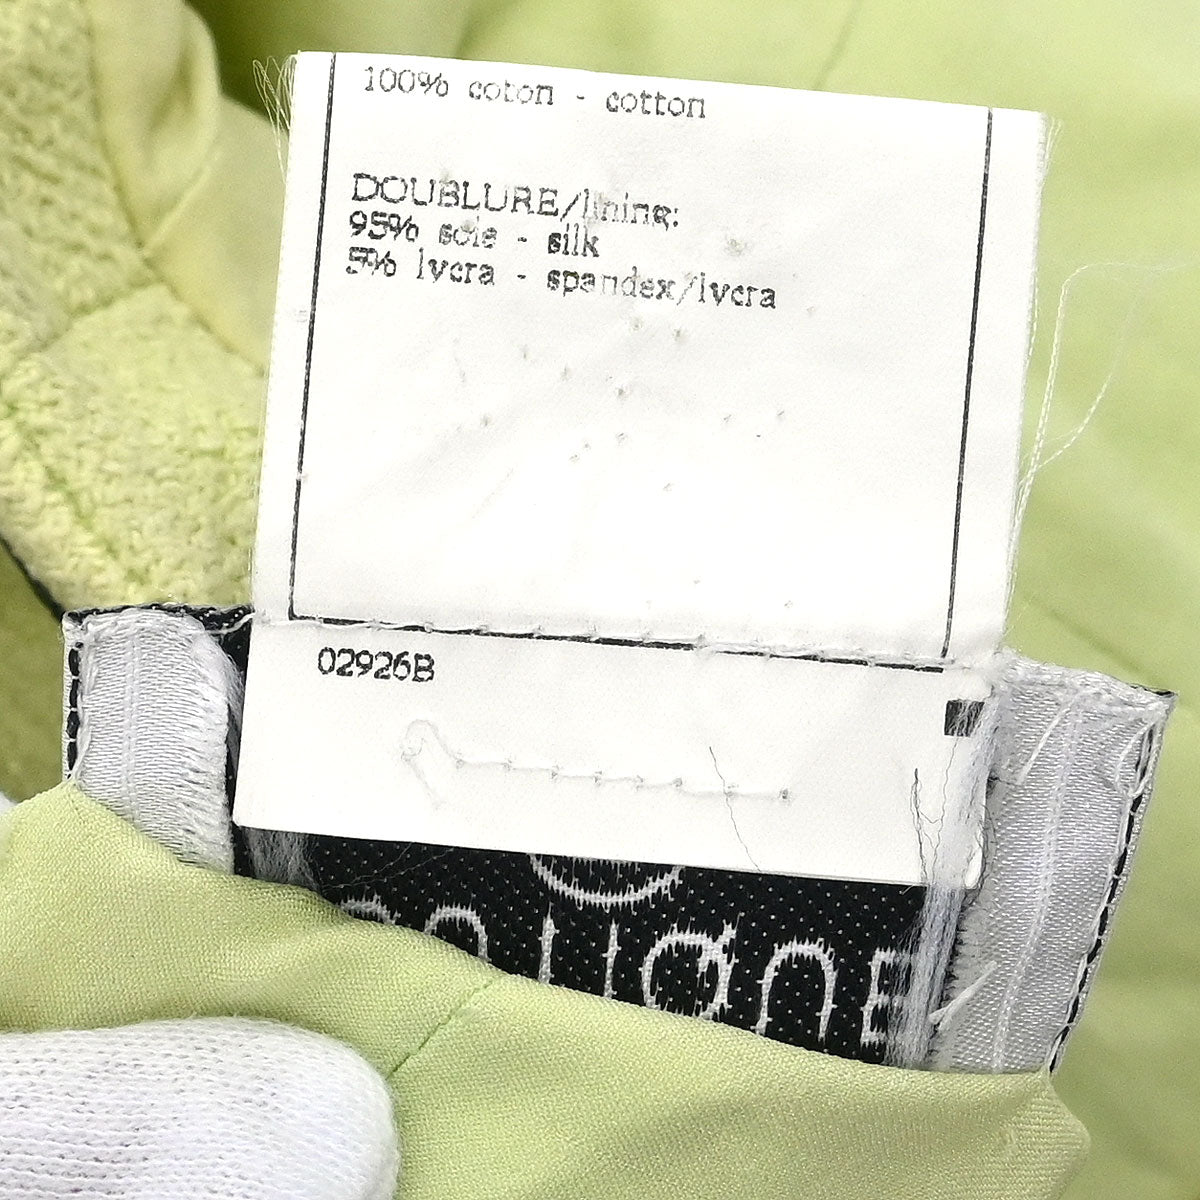 100% coton - cotton
DOUBLURE/lining:
95% soie - silk
5% lycra - spandex/lycra
02926B